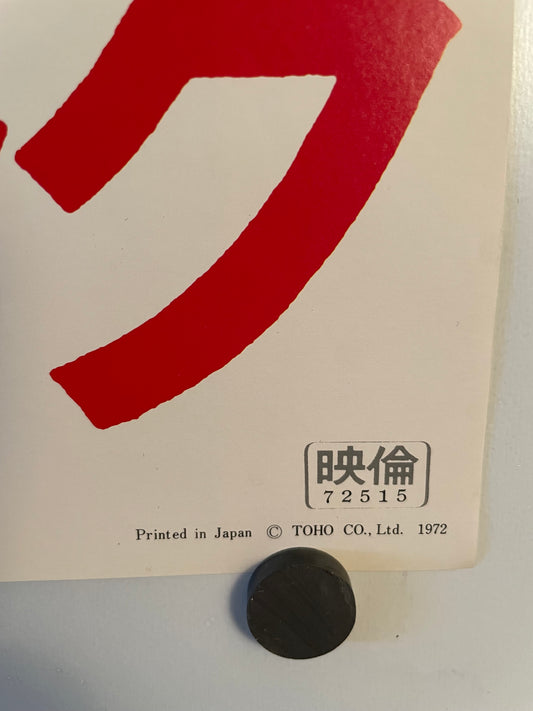 ク
映倫
72515
Printed in Japan © TOHO CO., Ltd. 1972